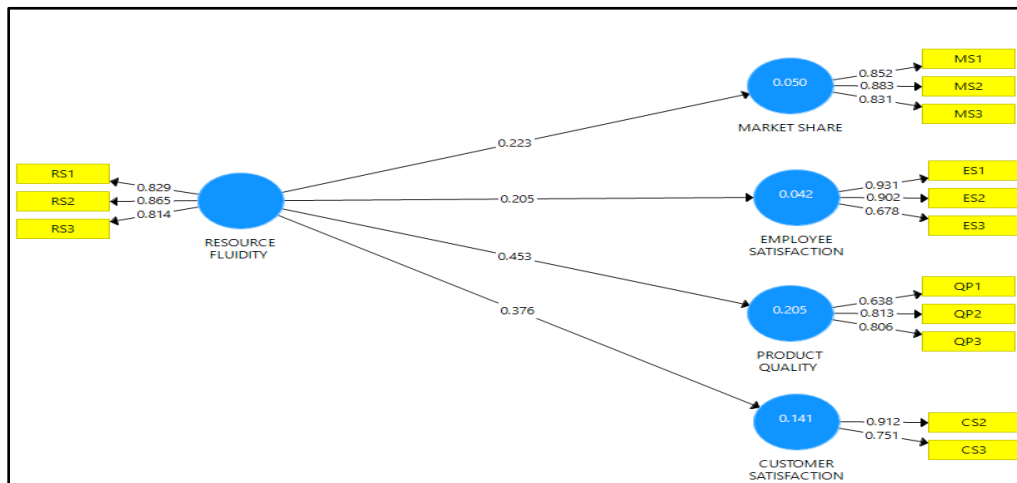 RS1
RS2
RS3
0.829
0.865
0.814
RESOURCE
FLUIDITY
0.223
0.205
0.453
0.376
0.050
MARKET SHARE
0.852
0.883
0.831
MS1
MS2
MS3
0.042
EMPLOYEE
SATISFACTION
0.931
0.902
0.678
ES1
ES2
ES3
0.205
PRODUCT
QUALITY
0.638
0.813
0.806
QP1
QP2
QP3
0.141
CUSTOMER
SATISFACTION
0.912
0.751
CS2
CS3